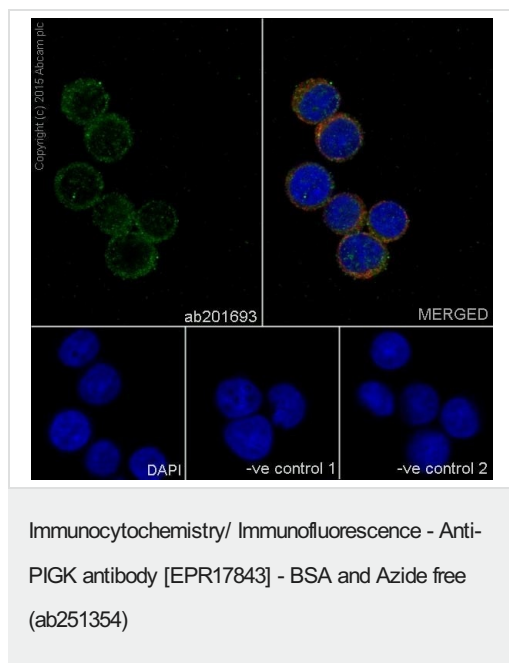 Copyright (c) 2015 Abcam plc
ab201693
MERGED
DAPI
-ve control 1
-ve control 2
Immunocytochemistry/ Immunofluorescence - Anti-
PIGK antibody [EPR17843] - BSA and Azide free
(ab251354)